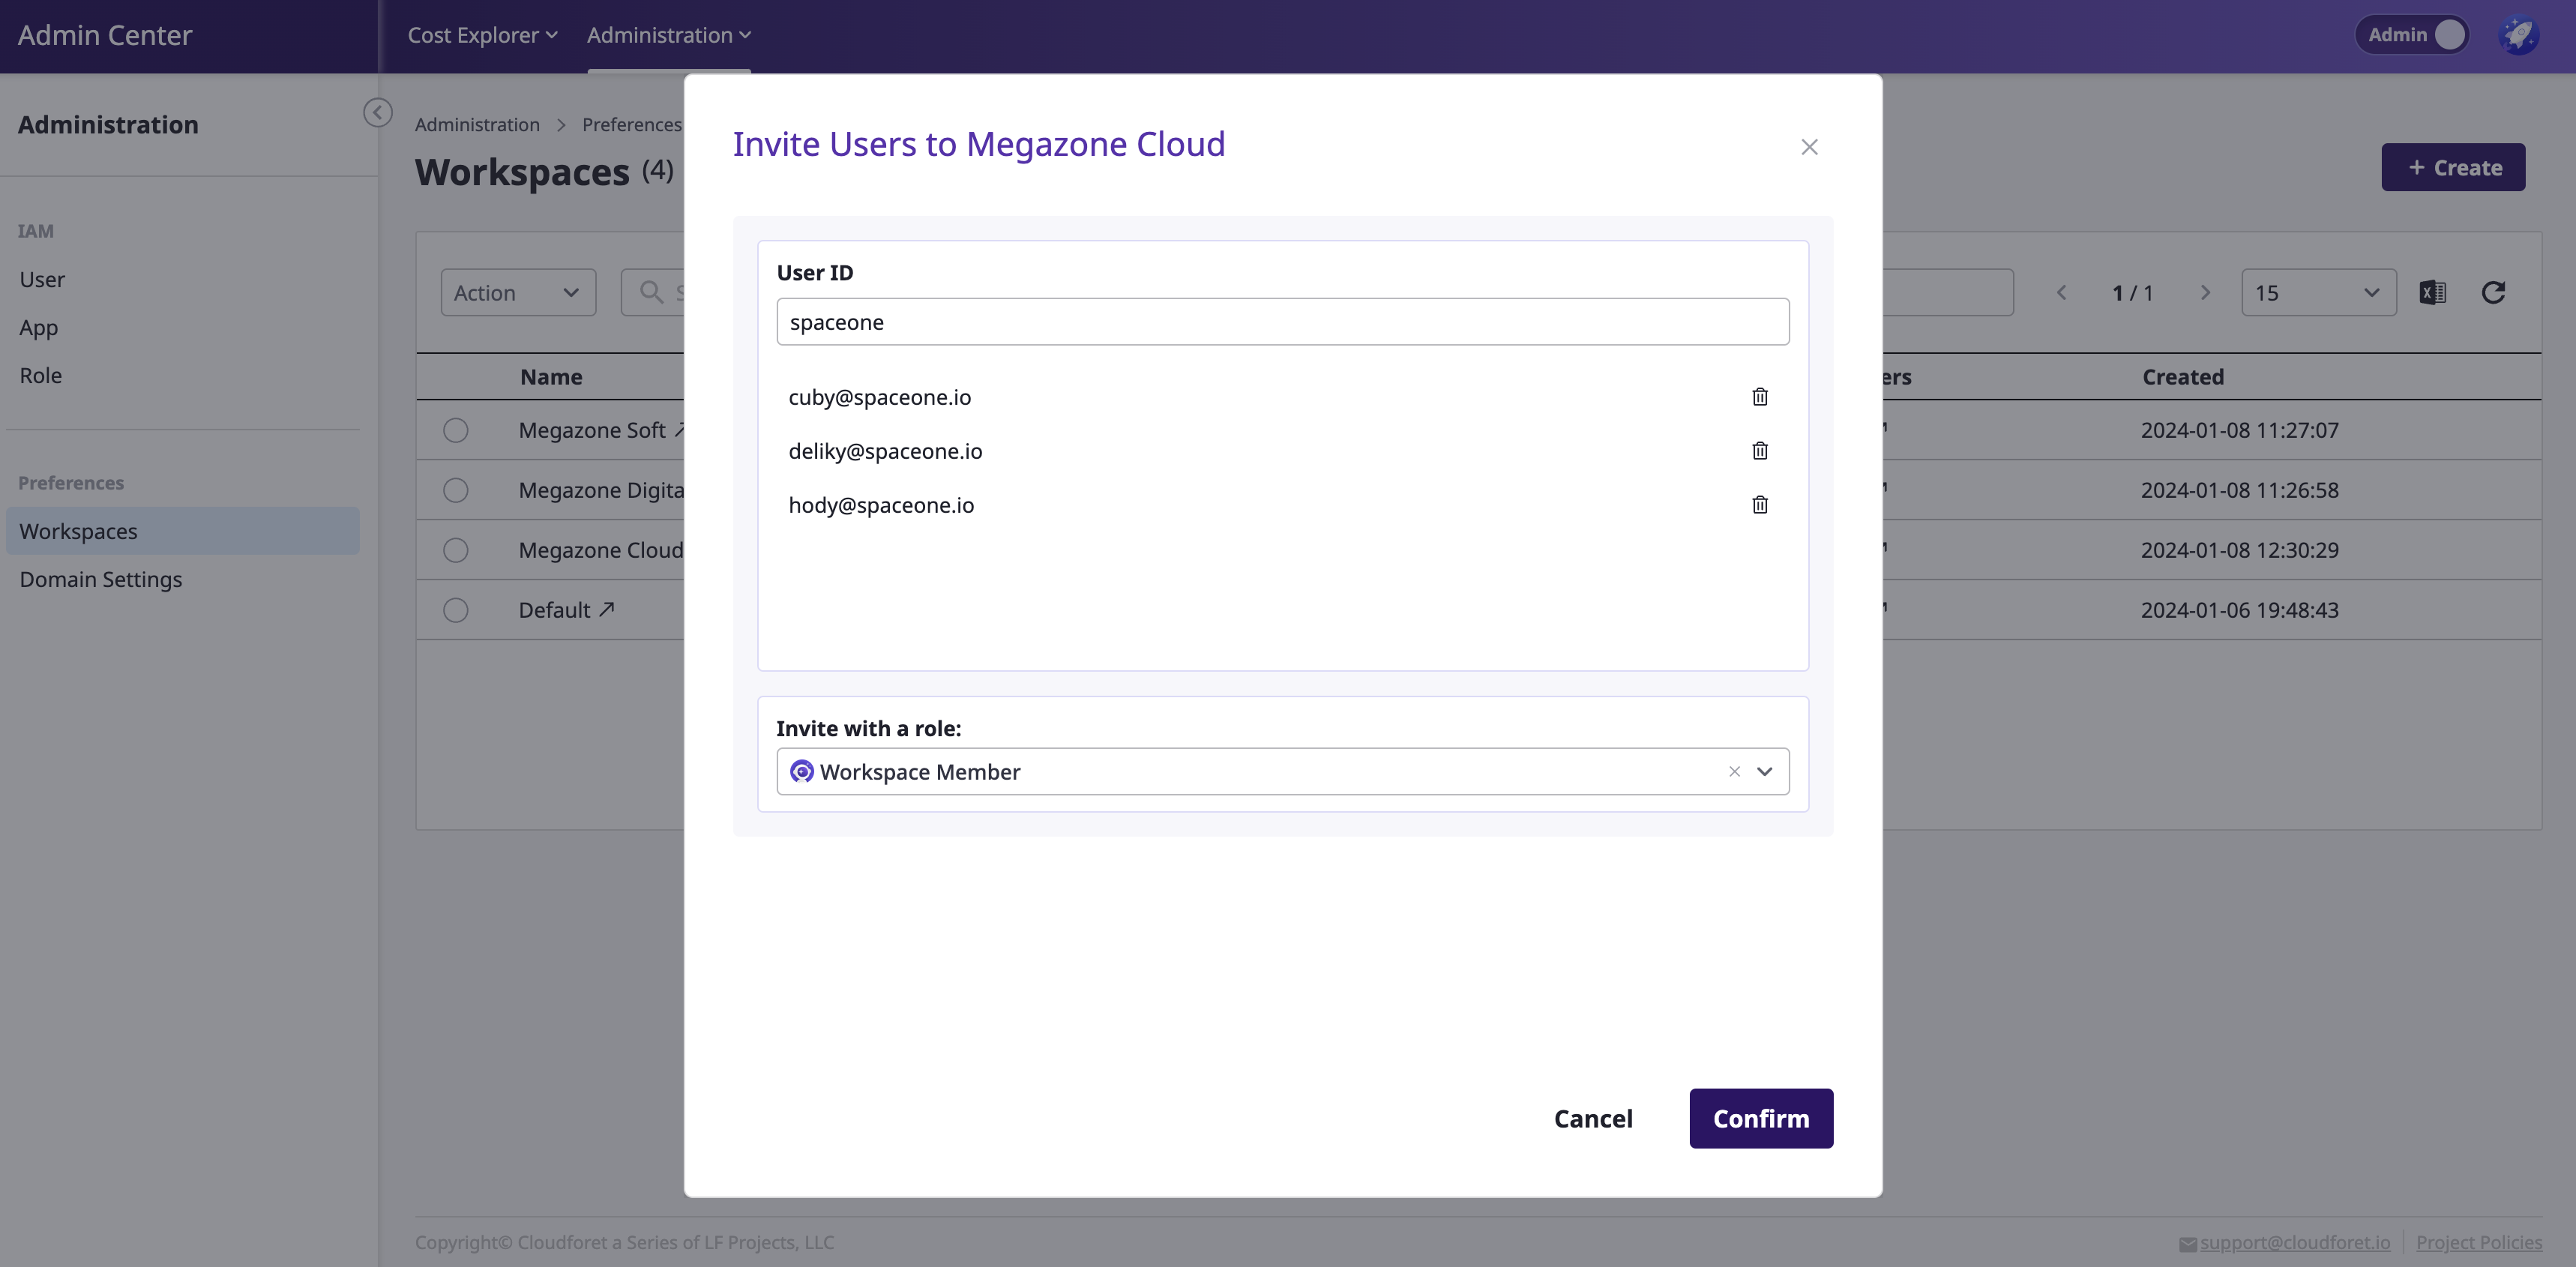 Admin Center
Cost Explorer
Administration
Admin
Administration
IAM
User
App
Role
Preferences
Workspaces
Domain Settings
Administration > Preferences
Workspaces (4)
+ Create
Action
1 / 1
15
Name
Created
Megazone Soft
2024-01-08 11:27:07
Megazone Digita
2024-01-08 11:26:58
Megazone Cloud
2024-01-08 12:30:29
Default
2024-01-06 19:48:43
Invite Users to Megazone Cloud
User ID
spaceone
cuby@spaceone.io
deliky@spaceone.io
hody@spaceone.io
Invite with a role:
Workspace Member
Cancel
Confirm
Copyright© Cloudforet a Series of LF Projects, LLC
support@cloudforet.io
Project Policies